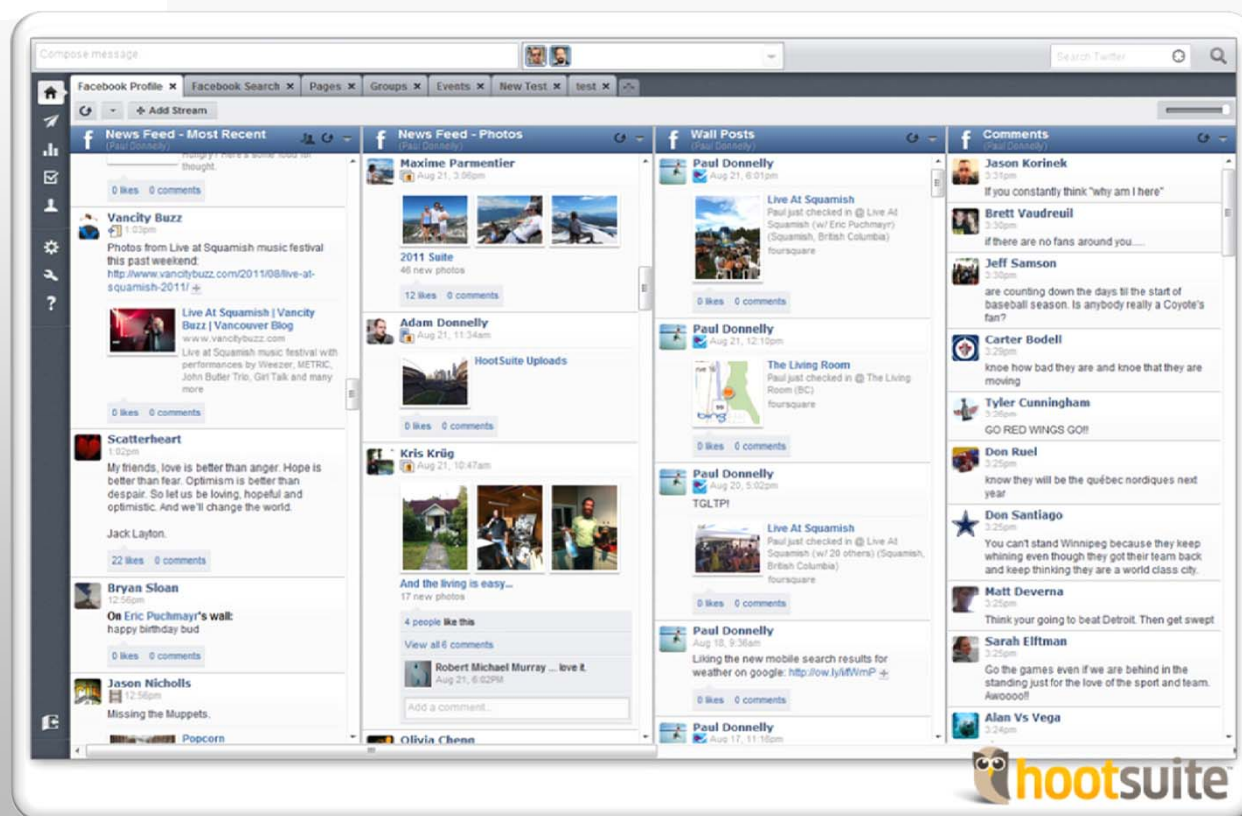 Compose message
Search Twitter
Facebook Profile ×
Facebook Search ×
Pages ×
Groups ×
Events ×
New Test ×
test ×
Add Stream
News Feed - Most Recent
(Paul Donnelly)
Hungry? Here's some food for
thought.
0 likes 0 comments
Vancity Buzz
1:03pm
Photos from Live at Squamish music festival
this past weekend:
http://www.vancitybuzz.com/2011/08/live-at-
squamish-2011/
Live At Squamish | Vancity
Buzz | Vancouver Blog
www.vancitybuzz.com
Live at Squamish music festival with
performances by Weezer, METRIC,
John Butler Trio, Girl Talk and many
more
0 likes 0 comments
Scatterheart
1:02pm
My friends, love is better than anger. Hope is
better than fear. Optimism is better than
despair. So let us be loving, hopeful and
optimistic. And we'll change the world.
Jack Layton.
22 likes 0 comments
Bryan Sloan
12:56pm
On Eric Puchmayr's wall:
happy birthday bud
0 likes 0 comments
Jason Nicholls
12:56pm
Missing the Muppets.
Popcorn
News Feed - Photos
(Paul Donnelly)
Maxime Parmentier
Aug 21, 3:06pm
2011 Suite
46 new photos
12 likes 0 comments
Adam Donnelly
Aug 21, 11:34am
HootSuite Uploads
0 likes 0 comments
Kris Krüg
Aug 21, 10:47am
And the living is easy...
17 new photos
4 people like this
View all 6 comments
Robert Michael Murray ... love it.
Aug 21, 6:02PM
Add a comment...
Olivia Cheng
Wall Posts
(Paul Donnelly)
Paul Donnelly
Aug 21, 6:01pm
Live At Squamish
Paul just checked in @ Live At
Squamish (w/ Eric Puchmayr)
(Squamish, British Columbia)
foursquare
0 likes 0 comments
Paul Donnelly
Aug 21, 12:10pm
bing
The Living Room
Paul just checked in @ The Living
Room (BC)
foursquare
0 likes 0 comments
Paul Donnelly
Aug 20, 5:02pm
TGLTP!
Live At Squamish
Paul just checked in @ Live At
Squamish (w/ 20 others) (Squamish,
British Columbia)
foursquare
0 likes 0 comments
Paul Donnelly
Aug 18, 9:36am
Liking the new mobile search results for
weather on google:
0 likes 0 comments
Paul Donnelly
Aug 17, 11:16pm
Comments
(Paul Donnelly)
Jason Korinek
3:31pm
If you constantly think "why am I here"
Brett Vaudreuil
3:30pm
if there are no fans around you.....
Jeff Samson
3:30pm
are counting down the days til the start of
baseball season. Is anybody really a Coyote's
fan?
Carter Bodell
3:29pm
knoe how bad they are and knoe that they are
moving
Tyler Cunningham
3:26pm
GO RED WINGS GO!!
Don Ruel
3:25pm
know they will be the québec nordiques next
year
Don Santiago
3:25pm
You can't stand Winnipeg because they keep
whining even though they got their team back
and keep thinking they are a world class city.
Matt Deverna
3:25pm
Think your going to beat Detroit. Then get swept
Sarah Elftman
3:25pm
Go the games even if we are behind in the
standing just for the love of the sport and team.
Awoooo!!
Alan Vs Vega
3:24pm
hootsuite